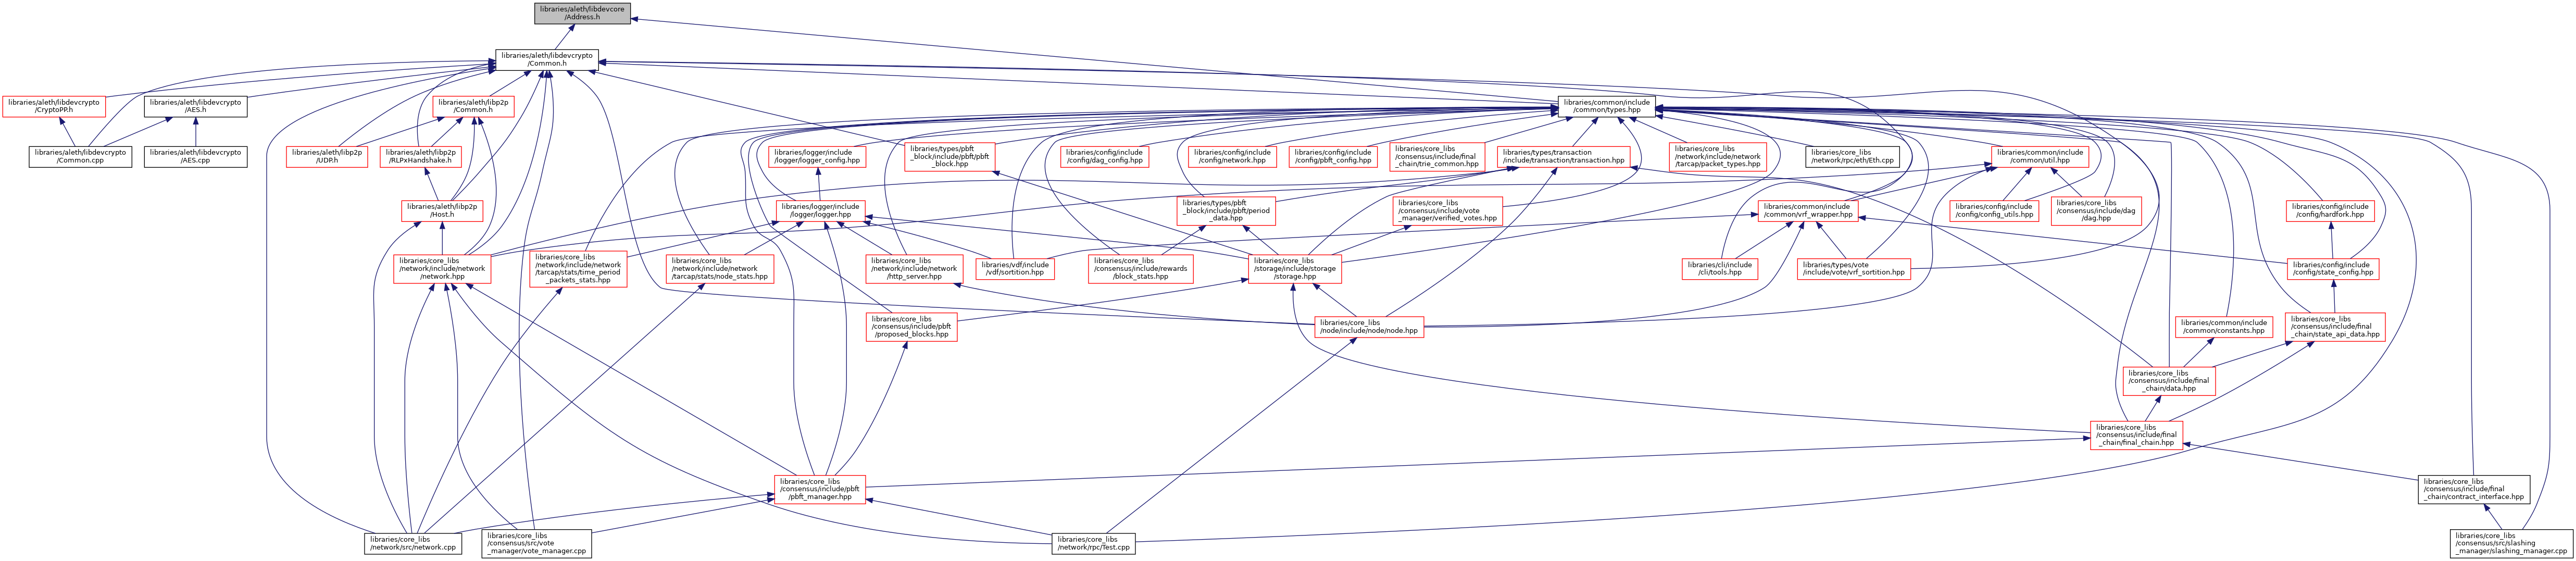 libraries/aleth/libdevcore
/Address.h
libraries/aleth/libdevcrypto
/Common.h
libraries/aleth/libdevcrypto
/CryptoPP.h
libraries/aleth/libdevcrypto
/AES.h
libraries/aleth/libp2p
/Common.h
libraries/common/include
/common/types.hpp
libraries/aleth/libdevcrypto
/Common.cpp
libraries/aleth/libdevcrypto
/AES.cpp
libraries/aleth/libp2p
/UDP.h
libraries/aleth/libp2p
/RLPxHandshake.h
libraries/logger/include
/logger/logger_config.hpp
libraries/types/pbft
_block/include/pbft/pbft
_block.hpp
libraries/config/include
/config/dag_config.hpp
libraries/config/include
/config/network.hpp
libraries/config/include
/config/pbft_config.hpp
libraries/core_libs
/consensus/include/final
_chain/trie_common.hpp
libraries/types/transaction
/include/transaction/transaction.hpp
libraries/core_libs
/network/include/network
/tarcap/packet_types.hpp
libraries/core_libs
/network/rpc/eth/Eth.cpp
libraries/common/include
/common/util.hpp
libraries/aleth/libp2p
/Host.h
libraries/logger/include
/logger/logger.hpp
libraries/types/pbft
_block/include/pbft/period
_data.hpp
libraries/core_libs
/consensus/include/vote
_manager/verified_votes.hpp
libraries/common/include
/common/vrf_wrapper.hpp
libraries/config/include
/config/config_utils.hpp
libraries/core_libs
/consensus/include/dag
/dag.hpp
libraries/config/include
/config/hardfork.hpp
libraries/core_libs
/network/include/network
/network.hpp
libraries/core_libs
/network/include/network
/tarcap/stats/time_period
_packets_stats.hpp
libraries/core_libs
/network/include/network
/tarcap/stats/node_stats.hpp
libraries/core_libs
/network/include/network
/http_server.hpp
libraries/vdf/include
/vdf/sortition.hpp
libraries/core_libs
/consensus/include/rewards
/block_stats.hpp
libraries/core_libs
/storage/include/storage
/storage.hpp
libraries/cli/include
/cli/tools.hpp
libraries/types/vote
/include/vote/vrf_sortition.hpp
libraries/config/include
/config/state_config.hpp
libraries/core_libs
/consensus/include/pbft
/proposed_blocks.hpp
libraries/core_libs
/node/include/node/node.hpp
libraries/common/include
/common/constants.hpp
libraries/core_libs
/consensus/include/final
_chain/state_api_data.hpp
libraries/core_libs
/consensus/include/final
_chain/data.hpp
libraries/core_libs
/consensus/include/final
_chain/final_chain.hpp
libraries/core_libs
/consensus/include/pbft
/pbft_manager.hpp
libraries/core_libs
/consensus/include/final
_chain/contract_interface.hpp
libraries/core_libs
/network/src/network.cpp
libraries/core_libs
/consensus/src/vote
_manager/vote_manager.cpp
libraries/core_libs
/network/rpc/Test.cpp
libraries/core_libs
/consensus/src/slashing
_manager/slashing_manager.cpp